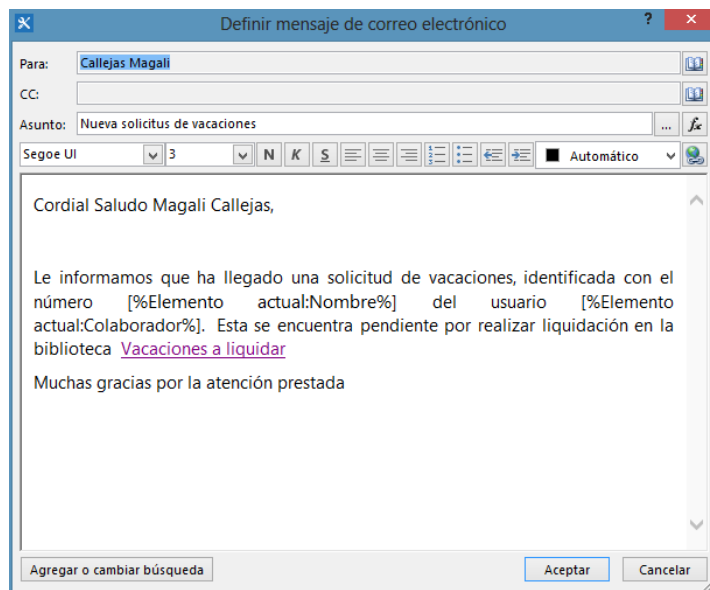 Definir mensaje de correo electrónico ? ×
Para: Callejas Magali
CC:
Asunto: Nueva solicitus de vacaciones ... fx
Segoe UI 3 N K S Automático
Cordial Saludo Magali Callejas,
Le informamos que ha llegado una solicitud de vacaciones, identificada con el
número [%Elemento actual:Nombre%] del usuario [%Elemento
actual:Colaborador%]. Esta se encuentra pendiente por realizar liquidación en la
biblioteca Vacaciones a liquidar
Muchas gracias por la atención prestada
Agregar o cambiar búsqueda Aceptar Cancelar